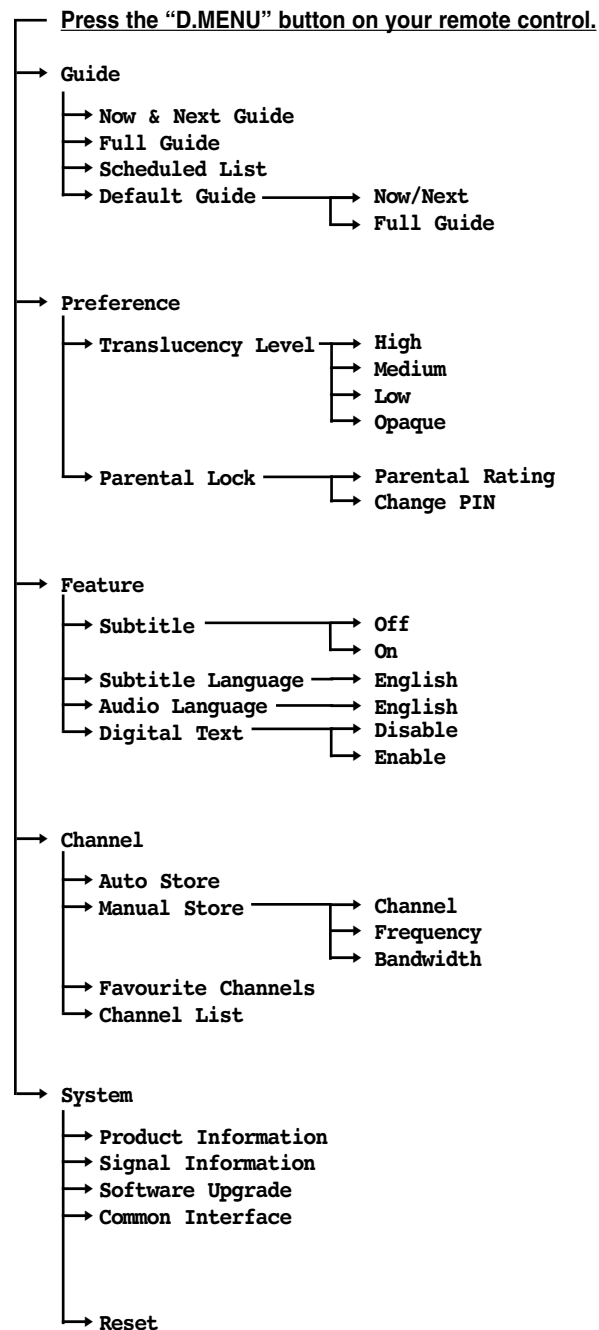 Press the “D.MENU” button on your remote control.
Guide
Now & Next Guide
Full Guide
Scheduled List
Default Guide Now/Next
Full Guide
Preference
Translucency Level High
Medium
Low
Opaque
Parental Lock Parental Rating
Change PIN
Feature
Subtitle Off
On
Subtitle Language English
Audio Language English
Digital Text Disable
Enable
Channel
Auto Store
Manual Store Channel
Frequency
Bandwidth
Favourite Channels
Channel List
System
Product Information
Signal Information
Software Upgrade
Common Interface
Reset